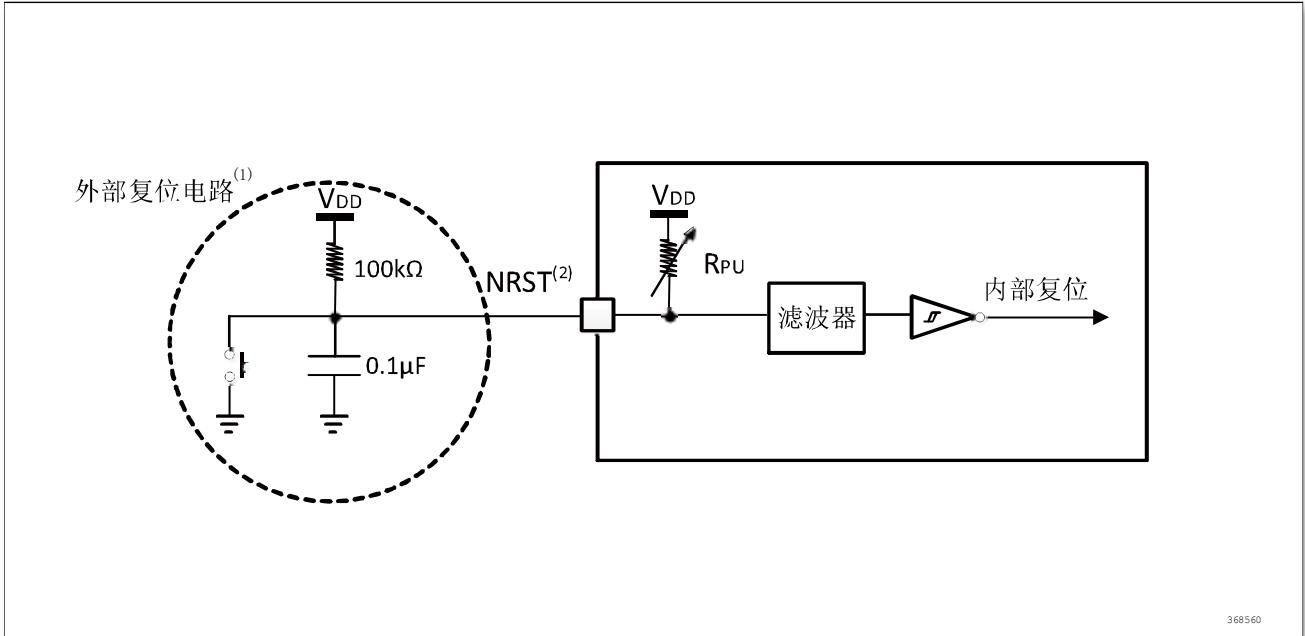 外部复位电路(1)
VDD
100kΩ
0.1μF
NRST(2)
VDD
RPU
滤波器
内部复位
368560